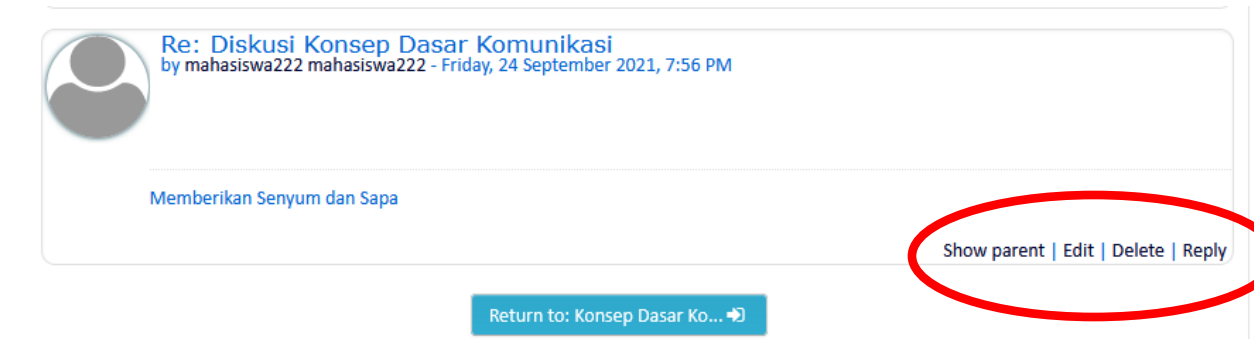 Re: Diskusi Konsep Dasar Komunikasi
by mahasiswa222 mahasiswa222 - Friday, 24 September 2021, 7:56 PM
Memberikan Senyum dan Sapa
Show parent | Edit | Delete | Reply
Return to: Konsep Dasar Ko...